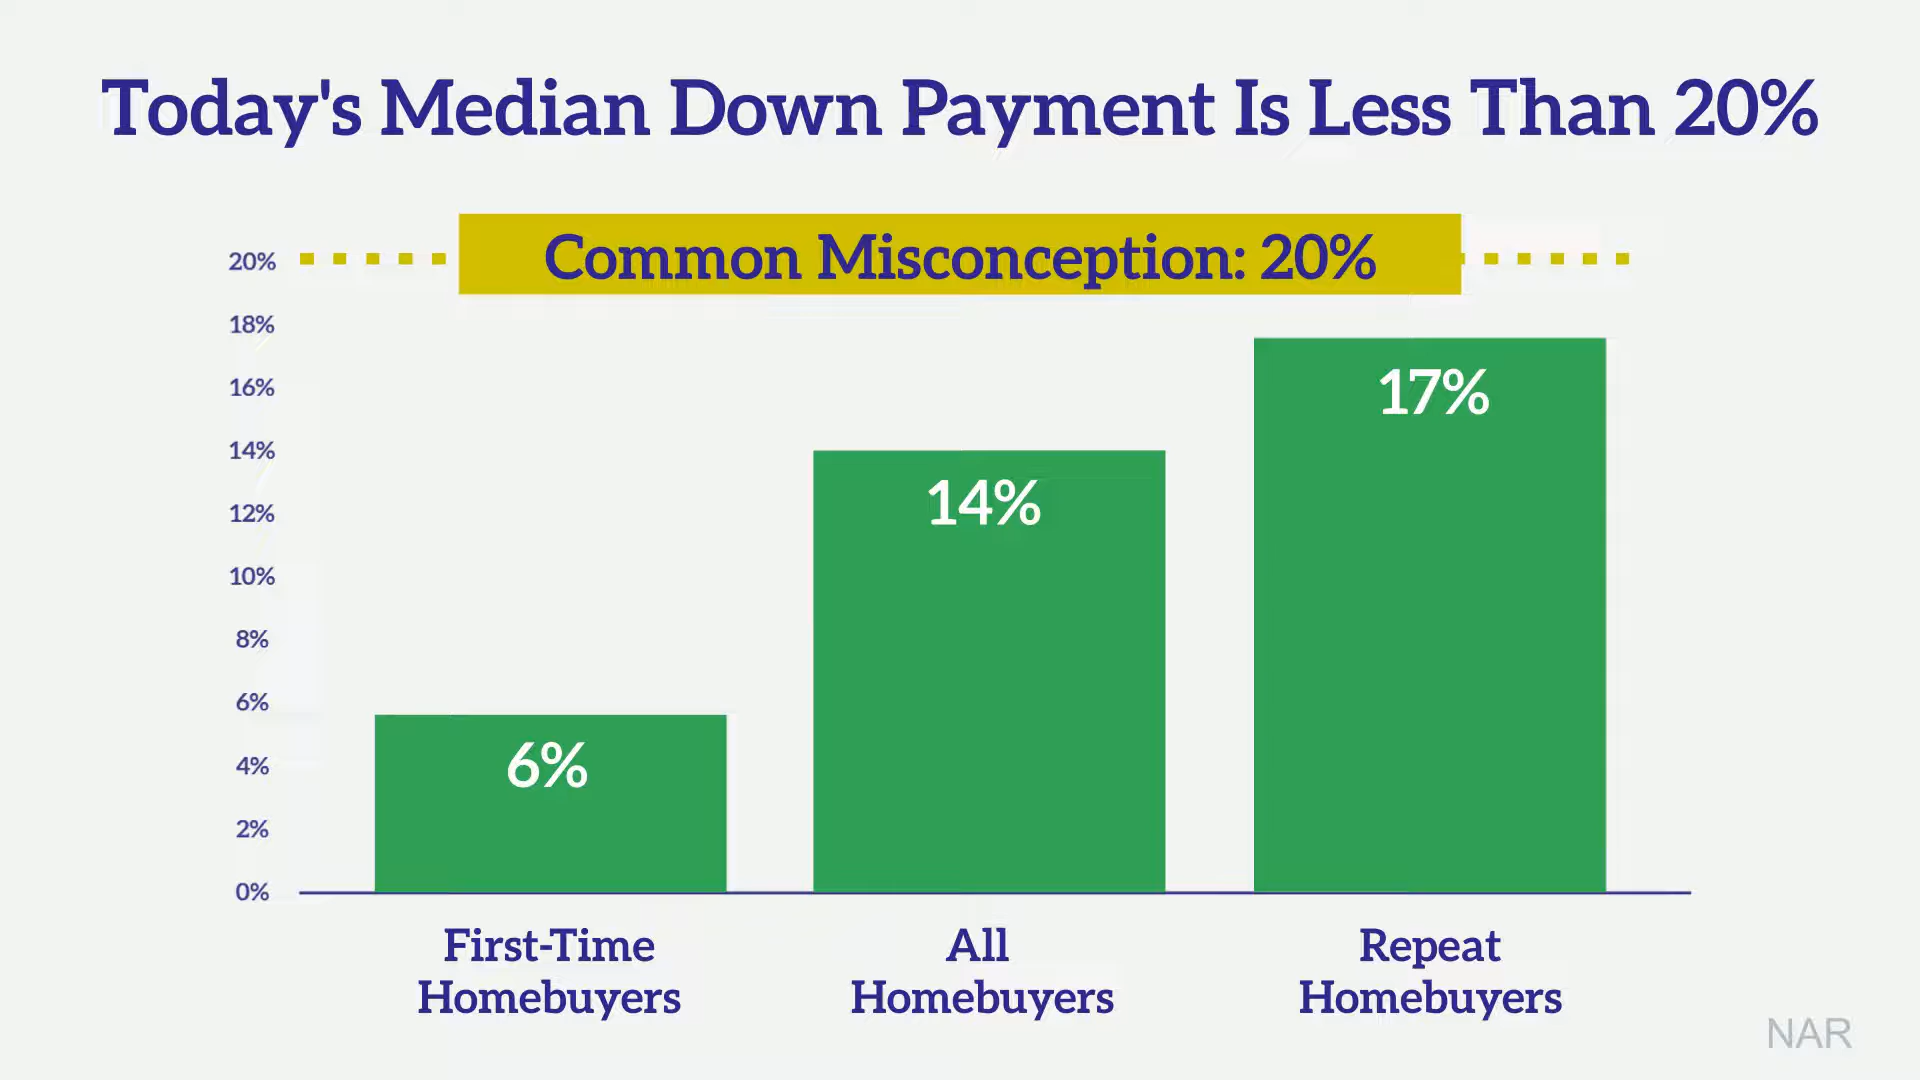 Today's Median Down Payment Is Less Than 20%
Common Misconception: 20%
20%
18%
16%
14%
12%
10%
8%
6%
4%
2%
0%
6%
14%
17%
First-Time
Homebuyers
All
Homebuyers
Repeat
Homebuyers
NAR